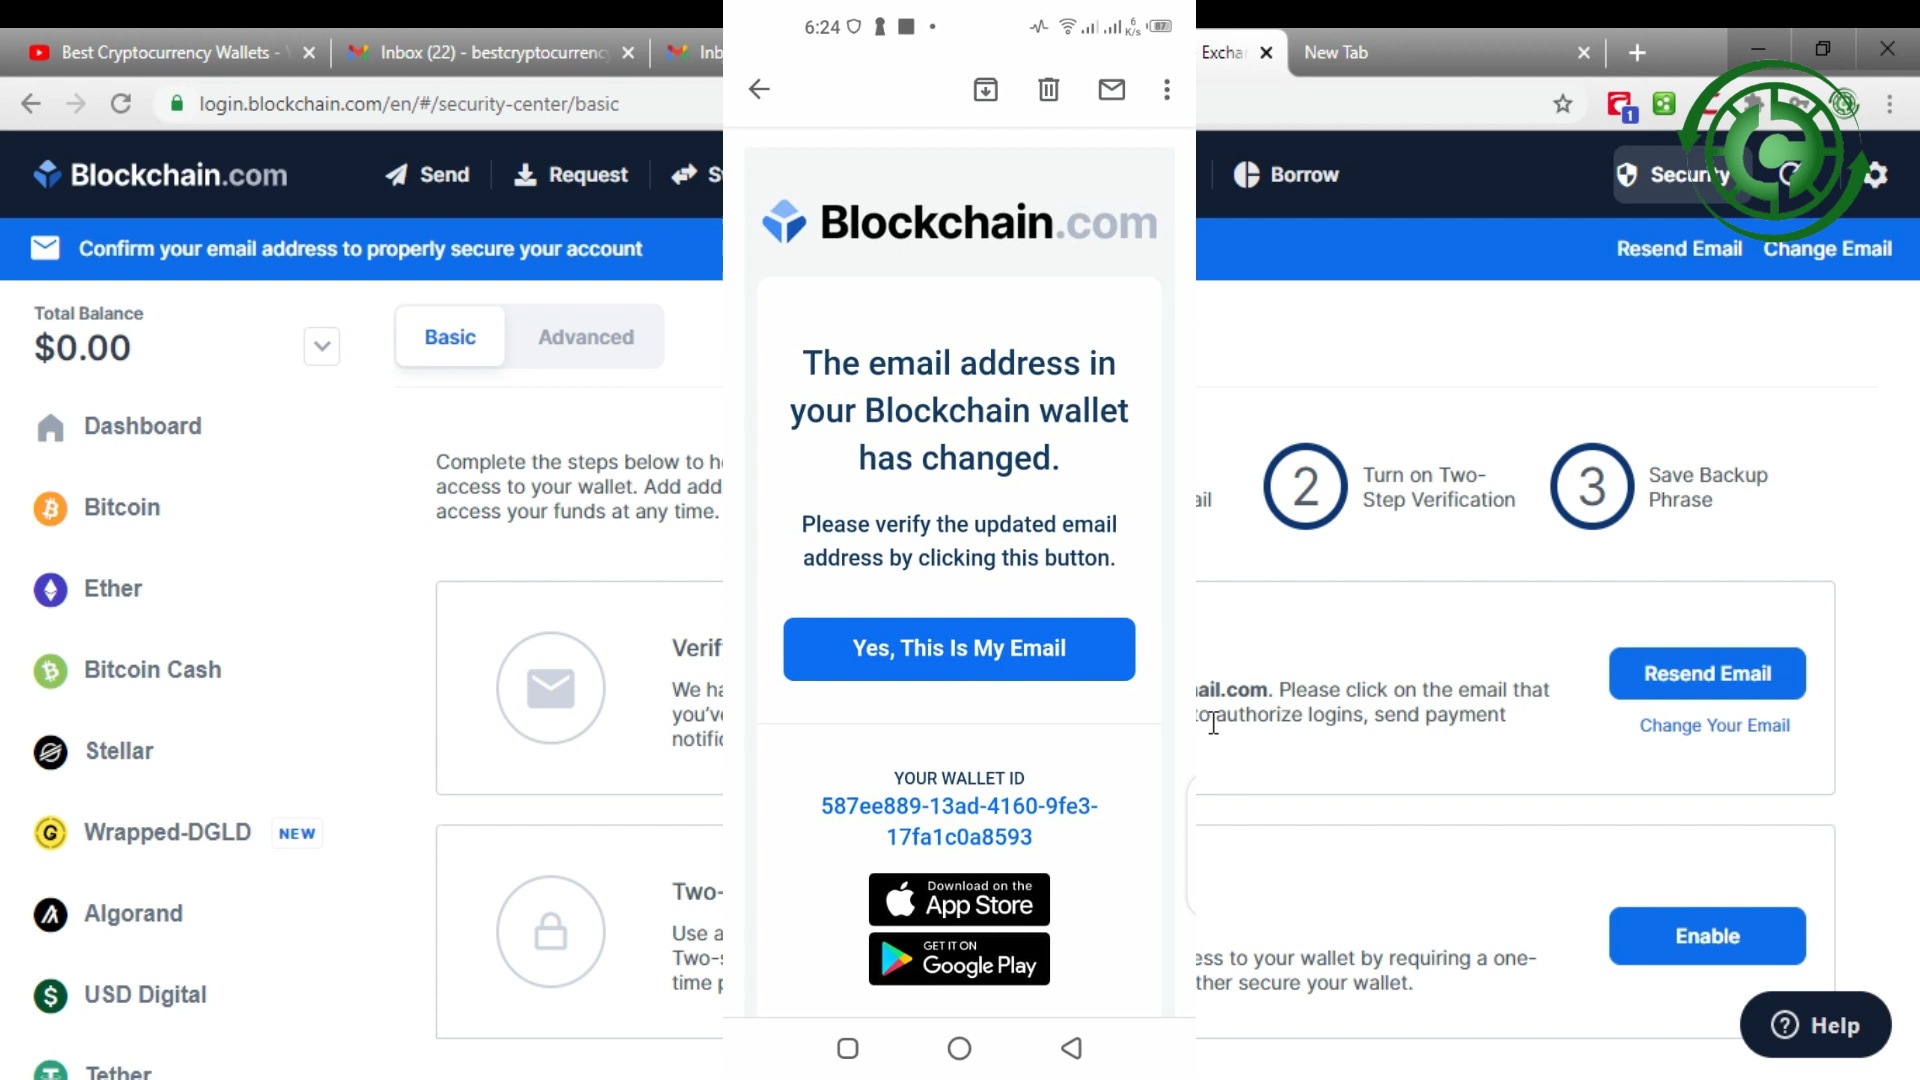 Best Cryptocurrency Wallets -
Inbox (22) - bestcryptocurrenc
Inb
Excha
New Tab
login.blockchain.com/en/#/security-center/basic
1
Blockchain.com
Send
Request
S
Borrow
Security
Confirm your email address to properly secure your account
Resend Email
Change Email
Total Balance
$0.00
Basic
Advanced
Dashboard
Bitcoin
Ether
Bitcoin Cash
Stellar
Wrapped-DGLD NEW
Algorand
USD Digital
Tether
Complete the steps below to h
access to your wallet. Add add
access your funds at any time.
ail
2
Turn on Two-
Step Verification
3
Save Backup
Phrase
Verif
We ha
you've
notific
ail.com. Please click on the email that
to authorize logins, send payment
Resend Email
Change Your Email
Two-
Use a
Two-s
time p
ess to your wallet by requiring a one-
ther secure your wallet.
Enable
Help
6:24
6
K/s
87
Blockchain.com
The email address in
your Blockchain wallet
has changed.
Please verify the updated email
address by clicking this button.
Yes, This Is My Email
YOUR WALLET ID
587ee889-13ad-4160-9fe3-
17fa1c0a8593
Download on the
App Store
GET IT ON
Google Play